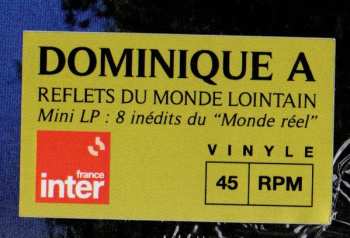 DOMINIQUE A
REFLETS DU MONDE LOINTAIN
Mini LP : 8 inédits du "Monde réel"
france
inter
VINYLE
45 RPM